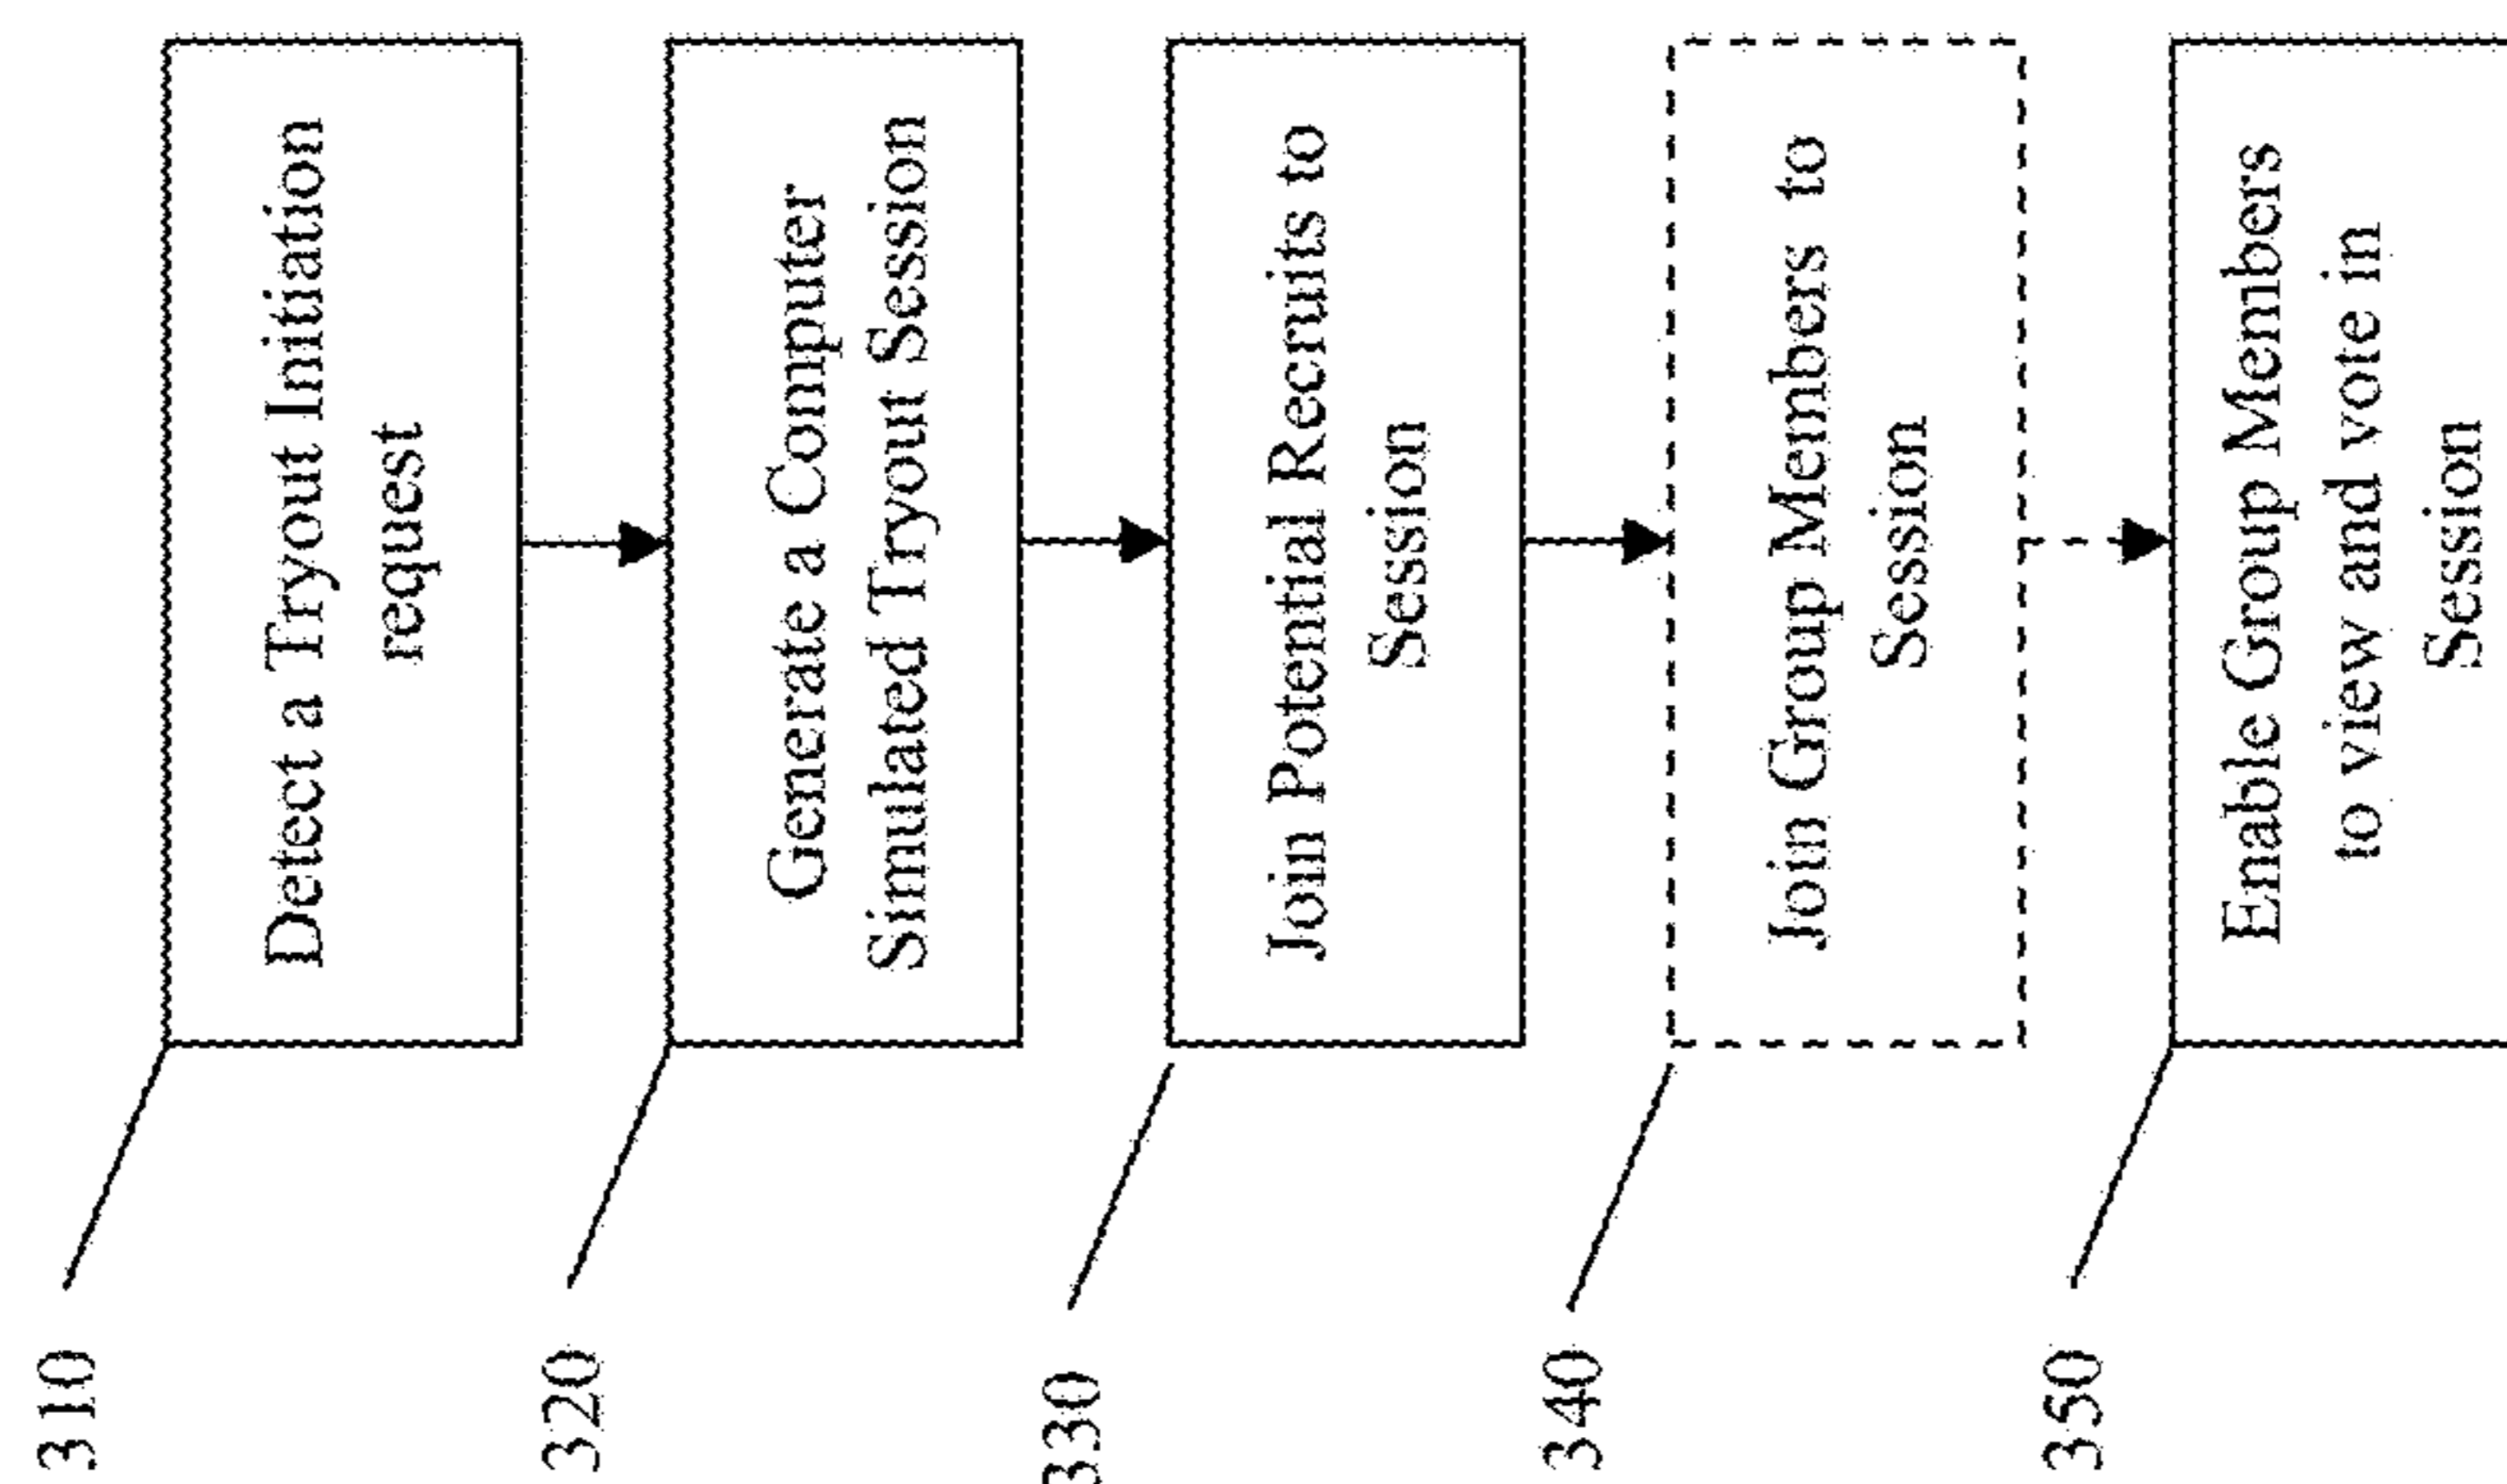 310
Detect a Tryout Initiation
request
320
Generate a Computer
Simulated Tryout Session
330
Join Potential Recruits to
Session
340
Join Group Members to
Session
350
Enable Group Members
to view and vote in
Session